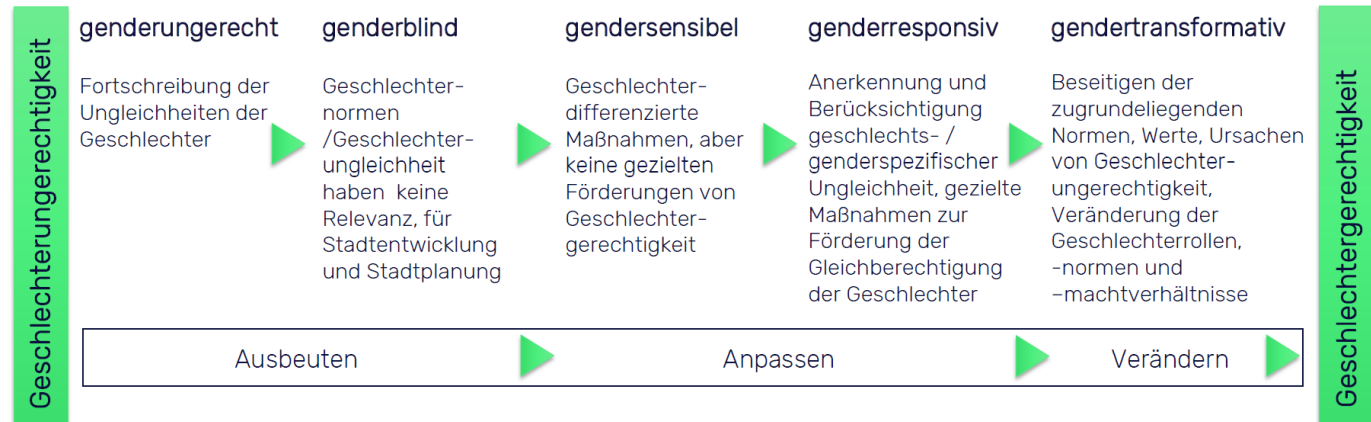 Geschlechterungerechtigkeit
genderungerecht
Fortschreibung der
Ungleichheiten der
Geschlechter
genderblind
Geschlechter-
normen
/Geschlechter-
ungleichheit
haben keine
Relevanz, für
Stadtentwicklung
und Stadtplanung
gendersensibel
Geschlechter-
differenzierte
Maßnahmen, aber
keine gezielten
Förderungen von
Geschlechter-
gerechtigkeit
genderresponsiv
Anerkennung und
Berücksichtigung
geschlechts- /
genderspezifischer
Ungleichheit, gezielte
Maßnahmen zur
Förderung der
Gleichberechtigung
der Geschlechter
gendertransformativ
Beseitigen der
zugrundeliegenden
Normen, Werte, Ursachen
von Geschlechter-
ungerechtigkeit,
Veränderung der
Geschlechterrollen,
-normen und
–machtverhältnisse
Ausbeuten
Anpassen
Verändern
Geschlechtergerechtigkeit